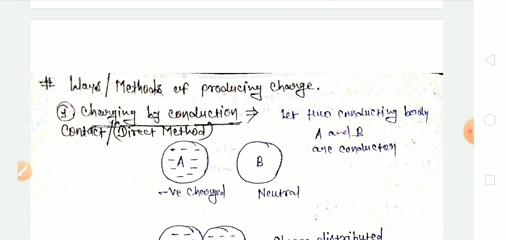 # Ways/Methods of producing charge.
1) Charging by conduction → Let two conducting body
Contact/(Direct Method) A and B
are conductor
A B
-ve Charged Neutral
distributed